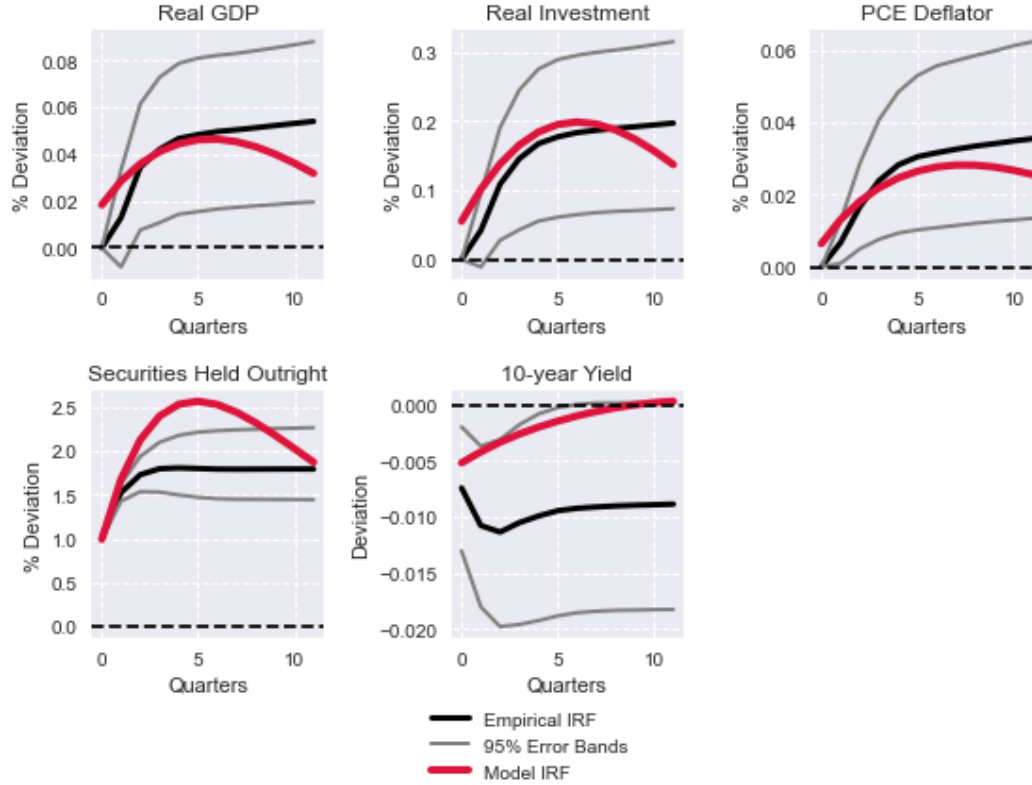 Real GDP
% Deviation
0.08
0.06
0.04
0.02
0.00
0
5
10
Quarters
Real Investment
% Deviation
0.3
0.2
0.1
0.0
0
5
10
Quarters
PCE Deflator
% Deviation
0.06
0.04
0.02
0.00
0
5
10
Quarters
Securities Held Outright
% Deviation
2.5
2.0
1.5
1.0
0.5
0.0
0
5
10
Quarters
10-year Yield
Deviation
0.000
−0.005
−0.010
−0.015
−0.020
0
5
10
Quarters
Empirical IRF
95% Error Bands
Model IRF